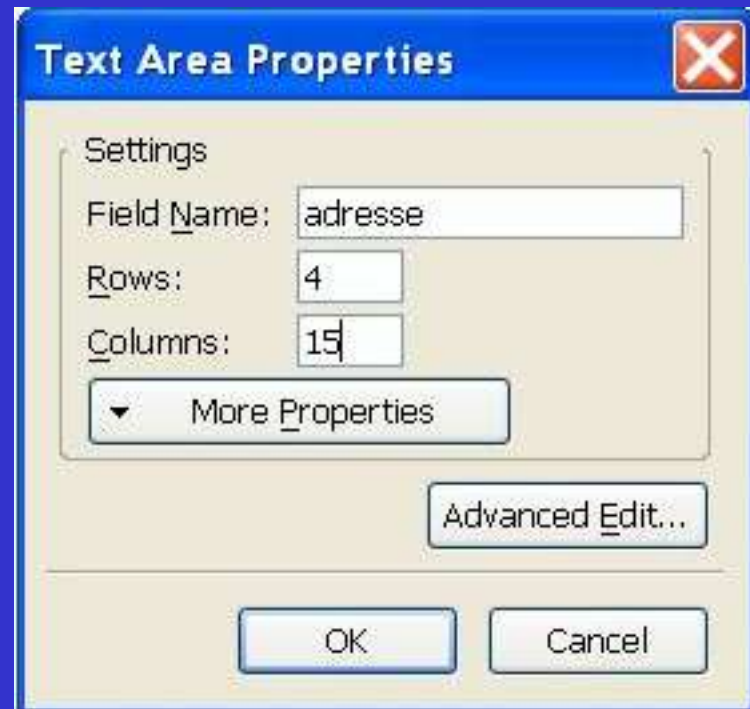 Text Area Properties
Settings
Field Name: adresse
Rows: 4
Columns: 15
More Properties
Advanced Edit...
OK Cancel